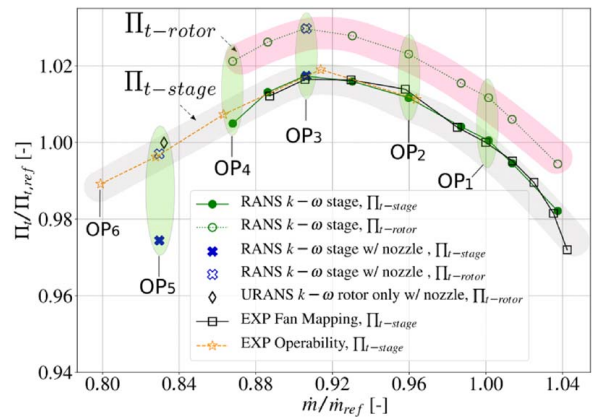 Π_{t−rotor}
Π_{t−stage}
1.02
1.00
0.98
0.96
0.94
Π_t/Π_{t,ref} [-]
OP4
OP3
OP2
OP1
OP6
OP5
RANS k − ω stage, ∏_{t−stage}
RANS k − ω stage, ∏_{t−rotor}
RANS k − ω stage w/ nozzle , ∏_{t−stage}
RANS k − ω stage w/ nozzle , ∏_{t−rotor}
URANS k − ω rotor only w/ nozzle, ∏_{t−rotor}
EXP Fan Mapping, ∏_{t−stage}
EXP Operability, ∏_{t−stage}
0.80 0.84 0.88 0.92 0.96 1.00 1.04
ṁ/ṁ_{ref} [-]